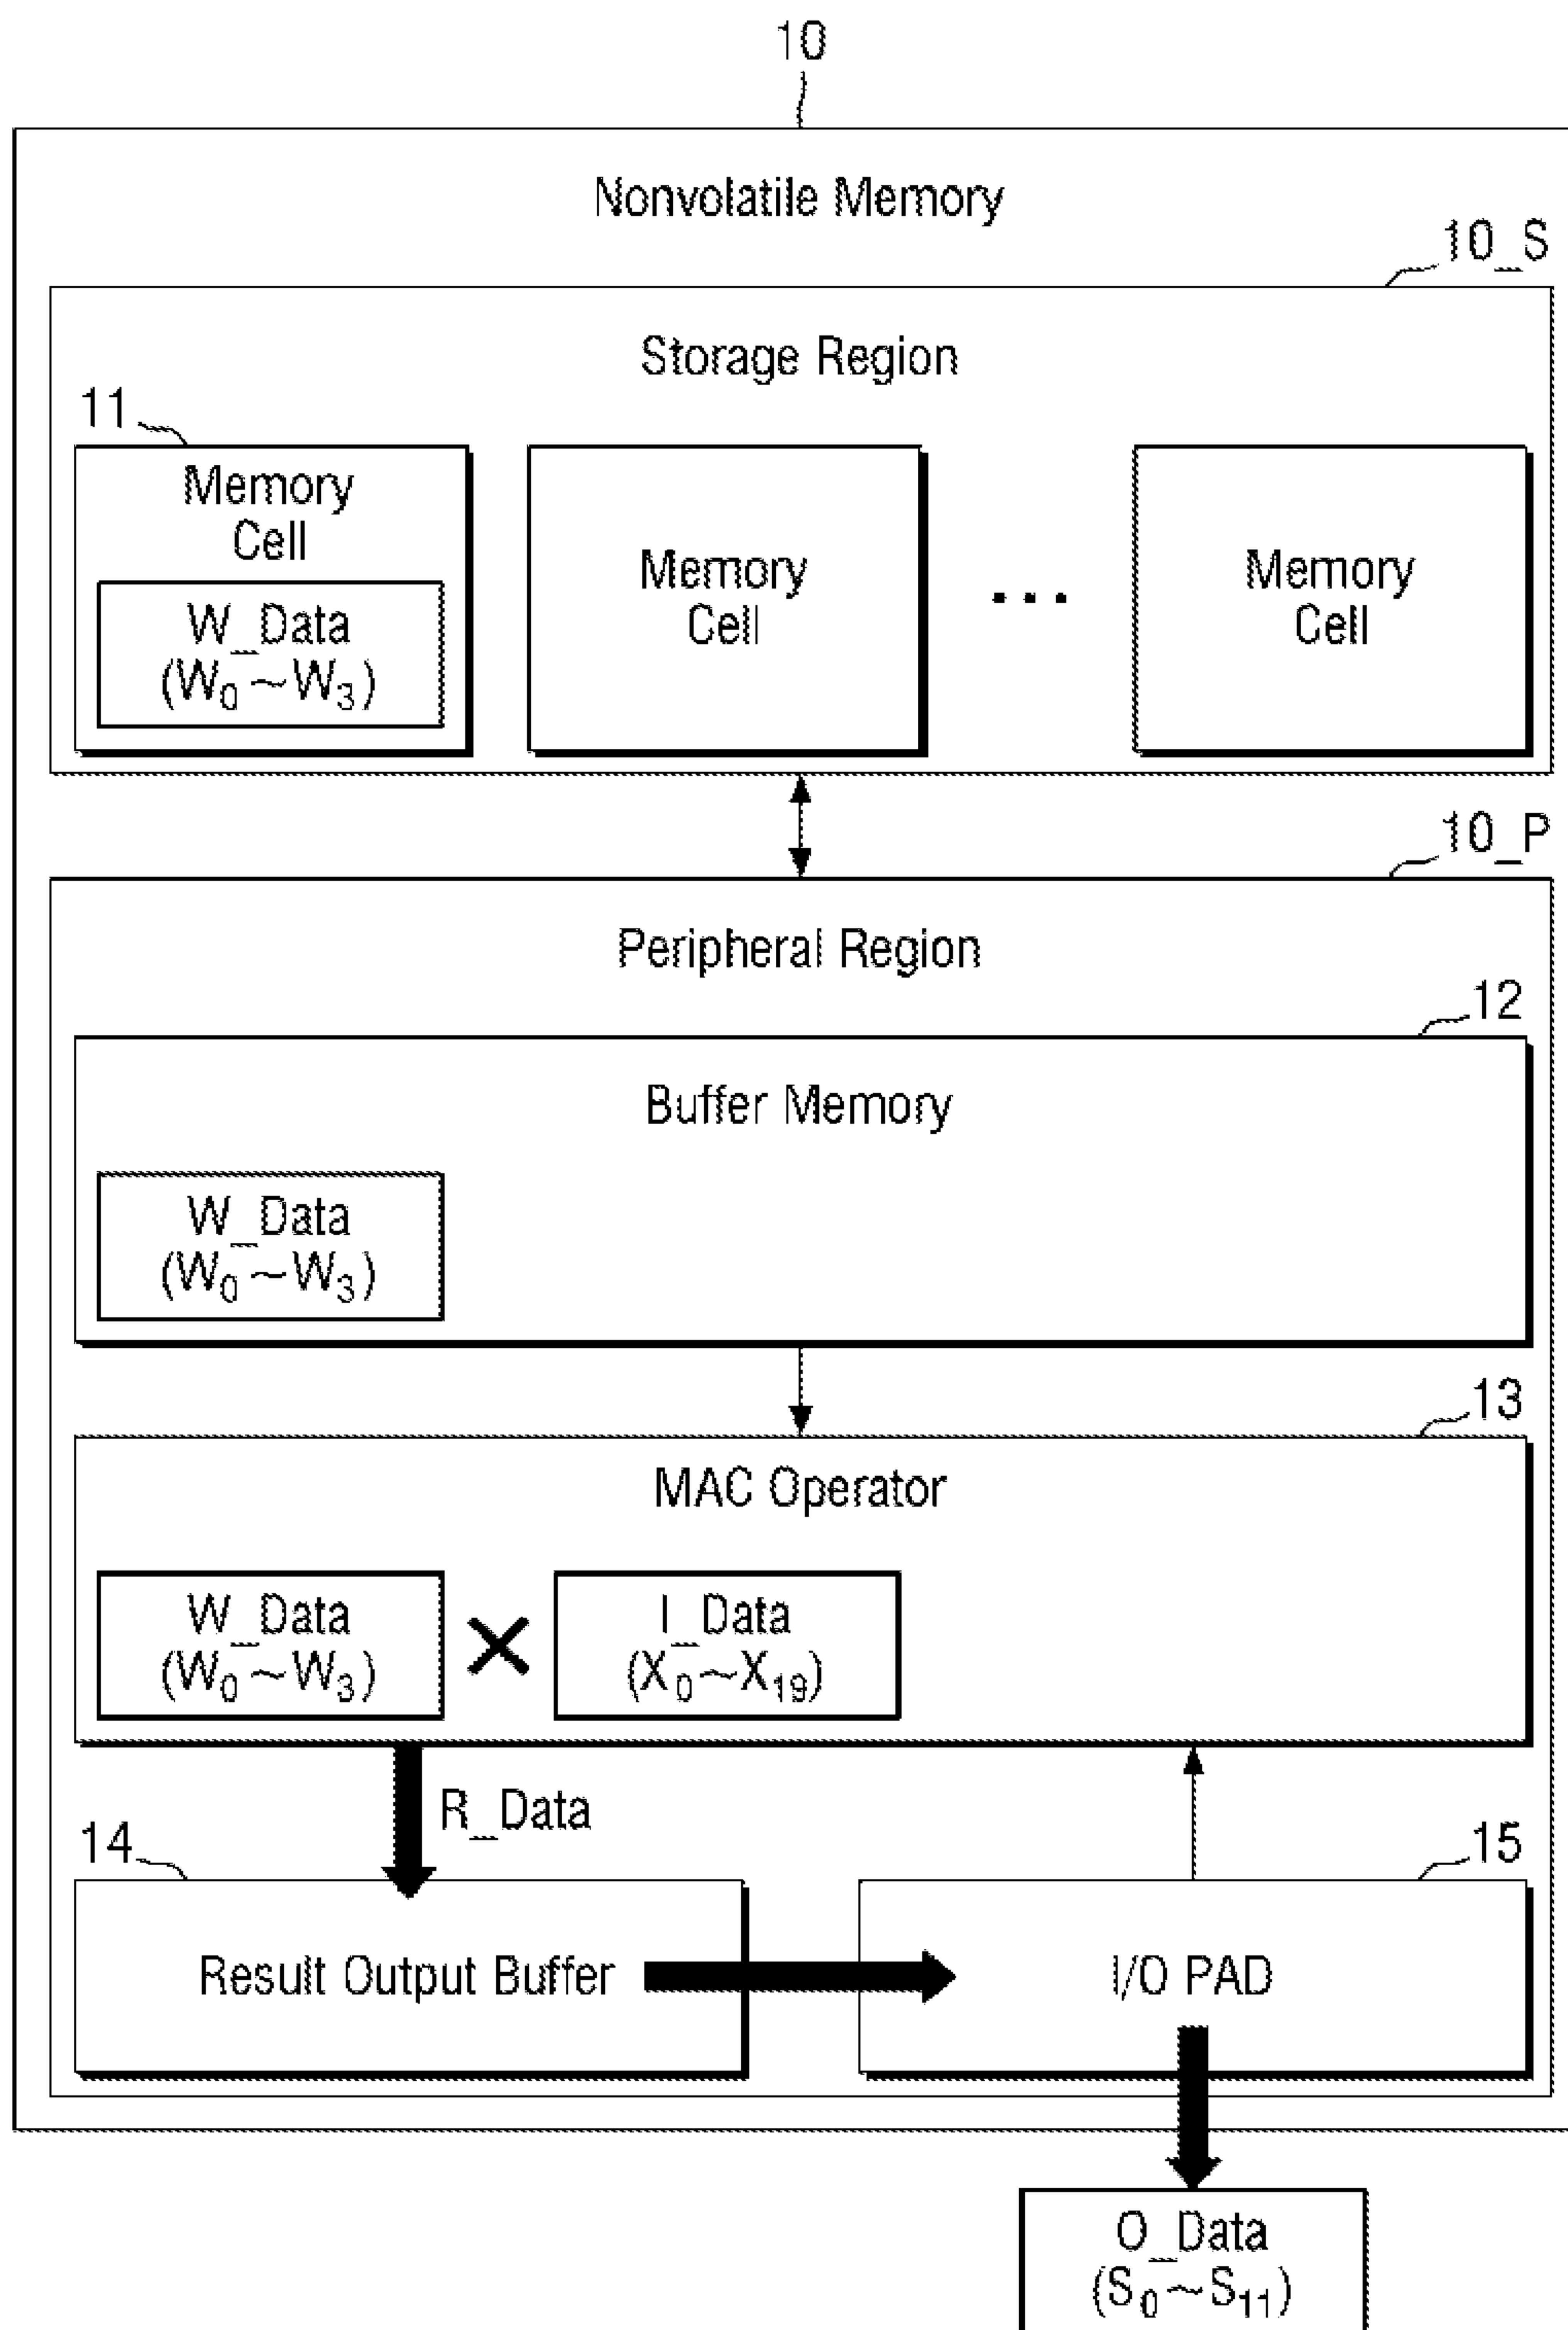 10
Nonvolatile Memory
10_S
Storage Region
11
Memory
Cell
W_Data
(W₀~W₃)
Memory
Cell
...
Memory
Cell
10_P
Peripheral Region
12
Buffer Memory
W_Data
(W₀~W₃)
13
MAC Operator
W_Data
(W₀~W₃)
×
I_Data
(X₀~X₁₉)
R_Data
14
15
Result Output Buffer
I/O PAD
O_Data
(S₀~S₁₁)